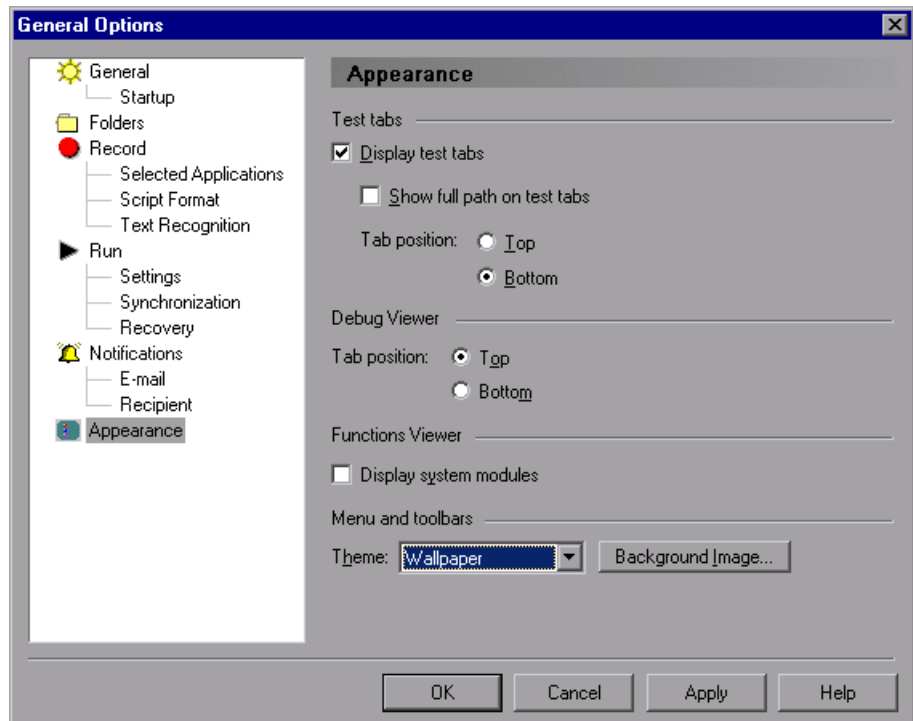 General Options
General
Startup
Folders
Record
Selected Applications
Script Format
Text Recognition
Run
Settings
Synchronization
Recovery
Notifications
E-mail
Recipient
Appearance
Appearance
Test tabs
Display test tabs
Show full path on test tabs
Tab position: Top
Bottom
Debug Viewer
Tab position: Top
Bottom
Functions Viewer
Display system modules
Menu and toolbars
Theme: Wallpaper Background Image...
OK Cancel Apply Help